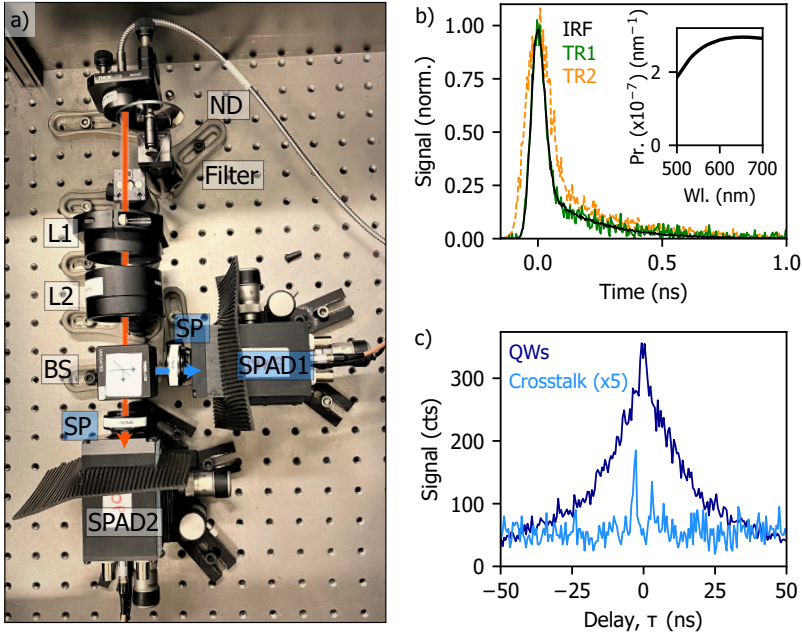 a)
ND
Filter
L1
L2
SP
SPAD1
BS
SP
SPAD2
b)
IRF
TR1
TR2
Signal (norm.)
1.00
0.75
0.50
0.25
0.00
0.0
0.5
1.0
Time (ns)
Pr. (x10⁻⁷) (nm⁻¹)
2
0
500 600 700
Wl. (nm)
c)
QWs
Crosstalk (x5)
Signal (cts)
300
200
100
0
−50 −25 0 25 50
Delay, τ (ns)